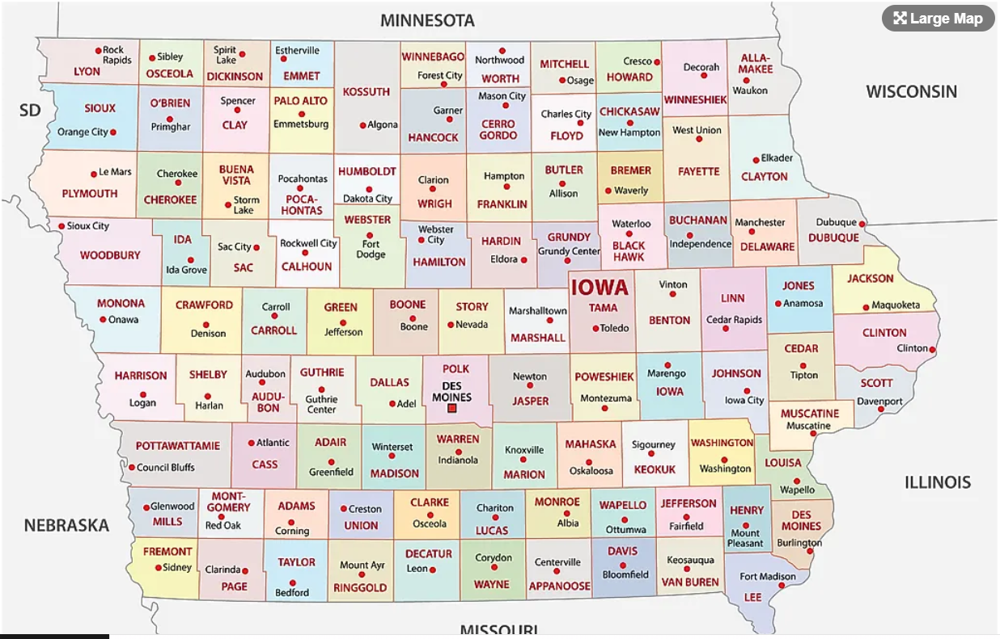 MINNESOTA
Large Map
WISCONSIN
SD
NEBRASKA
ILLINOIS
MISSOURI
IOWA
Rock
Rapids
LYON
Sibley
OSCEOLA
Spirit
Lake
DICKINSON
Estherville
EMMET
KOSSUTH
Algona
WINNEBAGO
Forest City
Northwood
WORTH
MITCHELL
Osage
Cresco
HOWARD
Decorah
WINNESHIEK
ALLA-
MAKEE
Waukon
SIOUX
Orange City
O'BRIEN
Primghar
Spencer
CLAY
PALO ALTO
Emmetsburg
Garner
HANCOCK
Mason City
CERRO
GORDO
Charles City
FLOYD
CHICKASAW
New Hampton
West Union
FAYETTE
Elkader
CLAYTON
Le Mars
PLYMOUTH
Cherokee
CHEROKEE
BUENA
VISTA
Storm
Lake
Pocahontas
POCA-
HONTAS
HUMBOLDT
Dakota City
Clarion
WRIGH
Hampton
FRANKLIN
BUTLER
Allison
BREMER
Waverly
Sioux City
WOODBURY
IDA
Ida Grove
Sac City
SAC
Rockwell City
CALHOUN
WEBSTER
Fort
Dodge
Webster
City
HAMILTON
HARDIN
Eldora
GRUNDY
Grundy Center
Waterloo
BLACK
HAWK
BUCHANAN
Independence
Manchester
DELAWARE
Dubuque
DUBUQUE
MONONA
Onawa
CRAWFORD
Denison
Carroll
CARROLL
GREEN
Jefferson
BOONE
Boone
STORY
Nevada
Marshalltown
MARSHALL
TAMA
Toledo
Vinton
BENTON
LINN
Cedar Rapids
JONES
Anamosa
JACKSON
Maquoketa
CLINTON
Clinton
HARRISON
Logan
SHELBY
Harlan
Audubon
AUDU-
BON
GUTHRIE
Guthrie
Center
DALLAS
Adel
POLK
DES
MOINES
Newton
JASPER
POWESHIEK
Montezuma
Marengo
IOWA
JOHNSON
Iowa City
CEDAR
Tipton
SCOTT
Davenport
MUSCATINE
Muscatine
POTTAWATTAMIE
Council Bluffs
Atlantic
CASS
ADAIR
Greenfield
Winterset
MADISON
WARREN
Indianola
Knoxville
MARION
MAHASKA
Oskaloosa
Sigourney
KEOKUK
WASHINGTON
Washington
LOUISA
Wapello
Glenwood
MILLS
MONT-
GOMERY
Red Oak
ADAMS
Corning
Creston
UNION
CLARKE
Osceola
Chariton
LUCAS
MONROE
Albia
WAPELLO
Ottumwa
JEFFERSON
Fairfield
HENRY
Mount
Pleasant
DES
MOINES
Burlington
FREMONT
Sidney
Clarinda
PAGE
TAYLOR
Bedford
Mount Ayr
RINGGOLD
DECATUR
Leon
Corydon
WAYNE
Centerville
APPANOOSE
DAVIS
Bloomfield
Keosauqua
VAN BUREN
Fort Madison
LEE